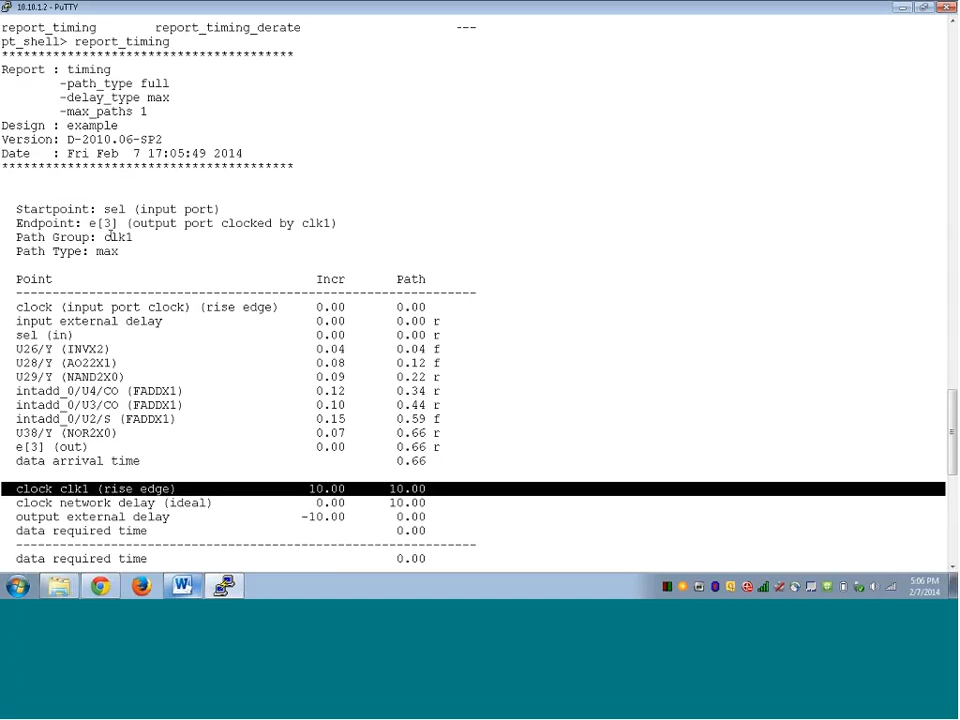 10.10.1.2 - PuTTY
report_timing report_timing_derate ---
pt_shell> report_timing
****************************************
Report : timing
-path_type full
-delay_type max
-max_paths 1
Design : example
Version: D-2010.06-SP2
Date : Fri Feb 7 17:05:49 2014
****************************************
Startpoint: sel (input port)
Endpoint: e[3] (output port clocked by clk1)
Path Group: clk1
Path Type: max
Point Incr Path
---------------------------------------------------------------
clock (input port clock) (rise edge) 0.00 0.00
input external delay 0.00 0.00 r
sel (in) 0.00 0.00 r
U26/Y (INVX2) 0.04 0.04 f
U28/Y (AO22X1) 0.08 0.12 f
U29/Y (NAND2X0) 0.09 0.22 r
intadd_0/U4/CO (FADDX1) 0.12 0.34 r
intadd_0/U3/CO (FADDX1) 0.10 0.44 r
intadd_0/U2/S (FADDX1) 0.15 0.59 f
U38/Y (NOR2X0) 0.07 0.66 r
e[3] (out) 0.00 0.66 r
data arrival time 0.66
clock clk1 (rise edge) 10.00 10.00
clock network delay (ideal) 0.00 10.00
output external delay -10.00 0.00
data required time 0.00
---------------------------------------------------------------
data required time 0.00
5:06 PM
2/7/2014